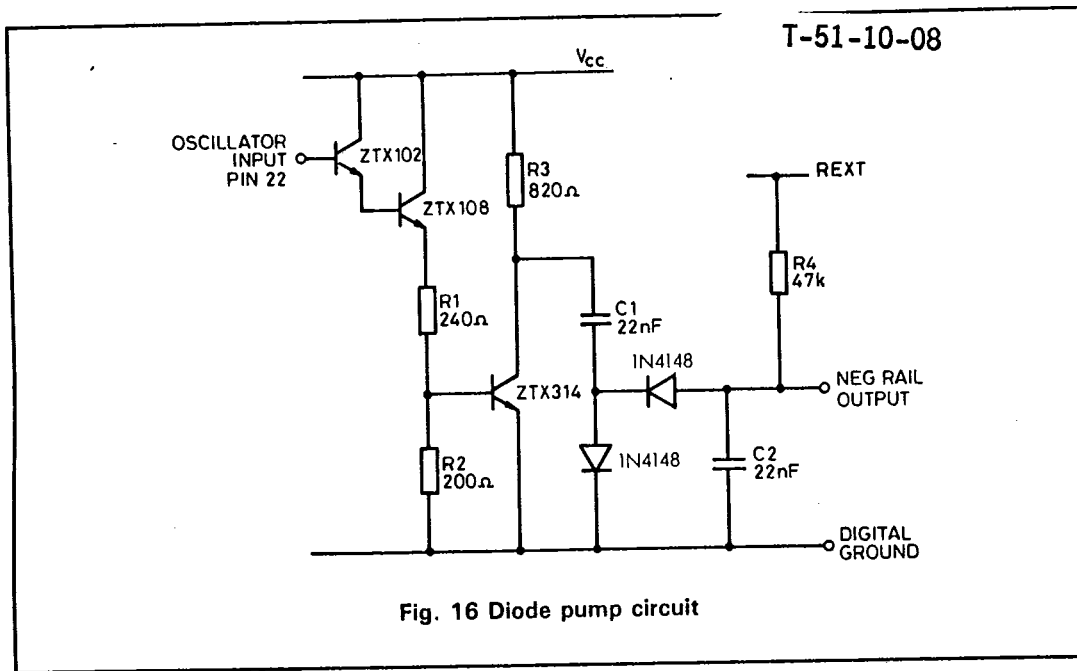 T-51-10-08
VCC
OSCILLATOR
INPUT
PIN 22
ZTX102
ZTX108
R3
820Ω
REXT
R4
47k
R1
240Ω
C1
22nF
1N4148
ZTX314
NEG RAIL
OUTPUT
R2
200Ω
1N4148
C2
22nF
DIGITAL
GROUND
Fig. 16 Diode pump circuit